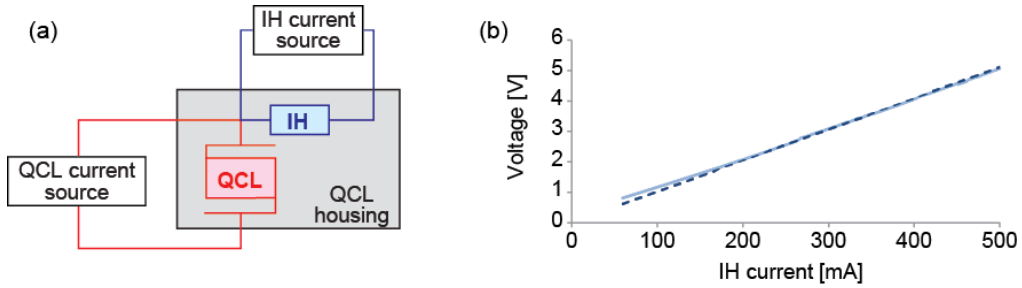 (a)
IH current
source
IH
QCL current
source
QCL
QCL
housing
(b)
Voltage [V]
6
5
4
3
2
1
0
0
100
200
300
400
500
IH current [mA]